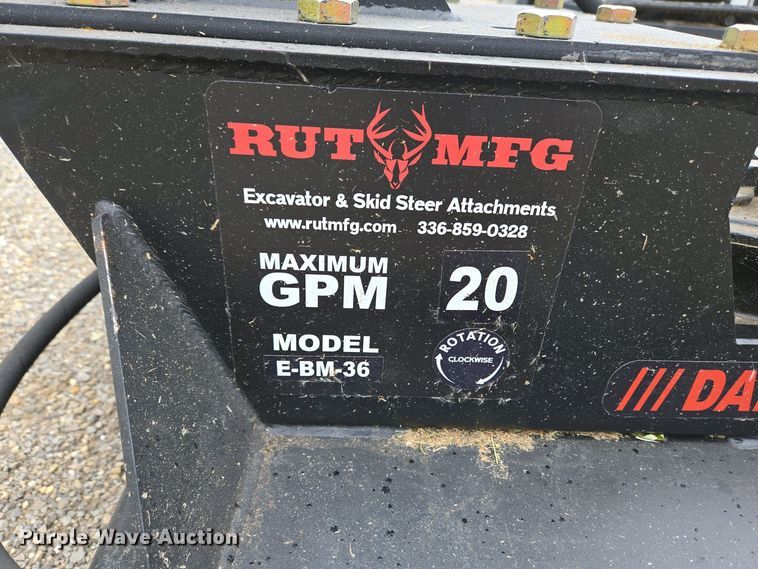 RUT MFG
Excavator & Skid Steer Attachments
www.rutmfg.com 336-859-0328
MAXIMUM
GPM 20
MODEL
E-BM-36
ROTATION
CLOCKWISE
/// DA
Purple Wave Auction